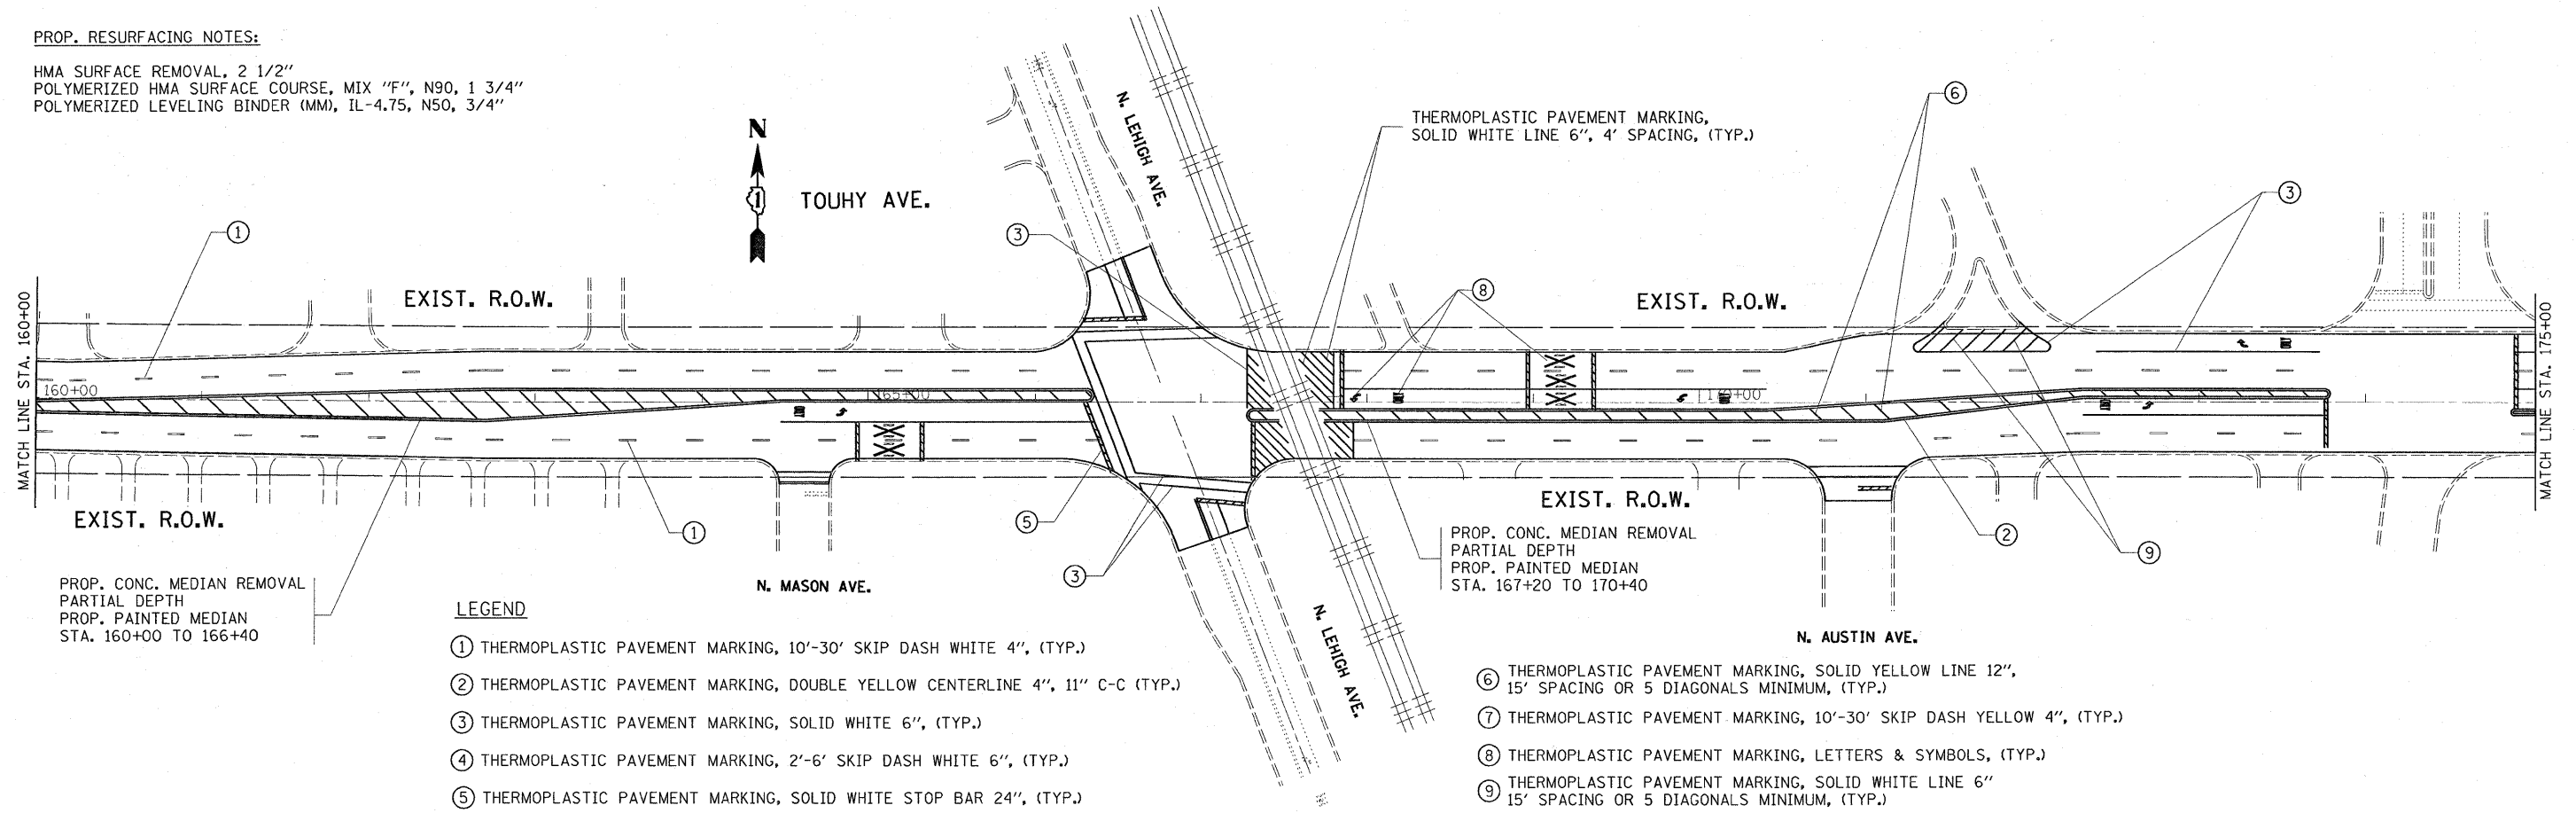 PROP. RESURFACING NOTES:
HMA SURFACE REMOVAL, 2 1/2"
POLYMERIZED HMA SURFACE COURSE, MIX "F", N90, 1 3/4"
POLYMERIZED LEVELING BINDER (MM), IL-4.75, N50, 3/4"
N
1
TOUHY AVE.
N. LEHIGH AVE.
THERMOPLASTIC PAVEMENT MARKING,
SOLID WHITE LINE 6", 4' SPACING, (TYP.)
6
3
1
3
8
EXIST. R.O.W.
EXIST. R.O.W.
MATCH LINE STA. 160+00
160+00
165+00
170+00
MATCH LINE STA. 175+00
EXIST. R.O.W.
1
5
3
EXIST. R.O.W.
2
9
PROP. CONC. MEDIAN REMOVAL
PARTIAL DEPTH
PROP. PAINTED MEDIAN
STA. 160+00 TO 166+40
PROP. CONC. MEDIAN REMOVAL
PARTIAL DEPTH
PROP. PAINTED MEDIAN
STA. 167+20 TO 170+40
N. MASON AVE.
N. LEHIGH AVE.
N. AUSTIN AVE.
LEGEND
1 THERMOPLASTIC PAVEMENT MARKING, 10'-30' SKIP DASH WHITE 4", (TYP.)
2 THERMOPLASTIC PAVEMENT MARKING, DOUBLE YELLOW CENTERLINE 4", 11" C-C (TYP.)
3 THERMOPLASTIC PAVEMENT MARKING, SOLID WHITE 6", (TYP.)
4 THERMOPLASTIC PAVEMENT MARKING, 2'-6' SKIP DASH WHITE 6", (TYP.)
5 THERMOPLASTIC PAVEMENT MARKING, SOLID WHITE STOP BAR 24", (TYP.)
6 THERMOPLASTIC PAVEMENT MARKING, SOLID YELLOW LINE 12",
15' SPACING OR 5 DIAGONALS MINIMUM, (TYP.)
7 THERMOPLASTIC PAVEMENT MARKING, 10'-30' SKIP DASH YELLOW 4", (TYP.)
8 THERMOPLASTIC PAVEMENT MARKING, LETTERS & SYMBOLS, (TYP.)
9 THERMOPLASTIC PAVEMENT MARKING, SOLID WHITE LINE 6"
15' SPACING OR 5 DIAGONALS MINIMUM, (TYP.)